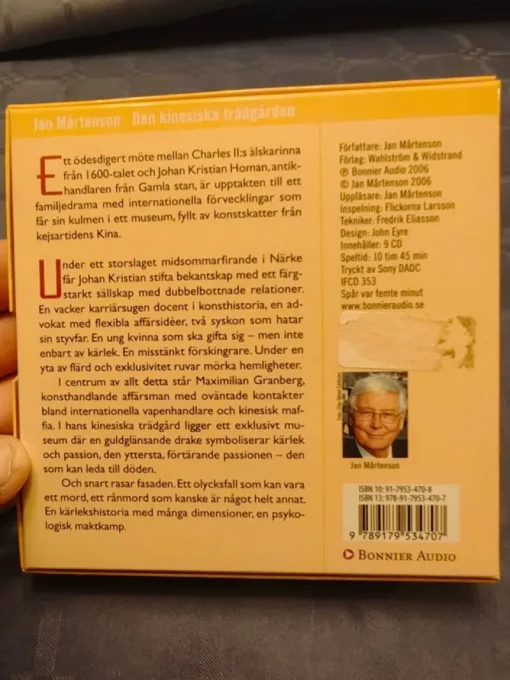 Jan Mårtenson Den kinesiska trädgården
Ett ödesdigert möte mellan Charles II:s älskarinna
från 1600-talet och Johan Kristian Homan, antik-
handlaren från Gamla stan, är upptakten till ett
familjedrama med internationella förvecklingar som
får sin kulmen i ett museum, fyllt av konstskatter från
kejsartidens Kina.
Under ett storslaget midsommarfirande i Närke
får Johan Kristian stifta bekantskap med ett färg-
starkt sällskap med dubbelbottnade relationer.
En vacker karriärsugen docent i konsthistoria, en ad-
vokat med flexibla affärsidéer, två syskon som hatar
sin styvfar. En ung kvinna som ska gifta sig – men inte
enbart av kärlek. En misstänkt förskingrare. Under en
yta av flärd och exklusivitet ruvar mörka hemligheter.
I centrum av allt detta står Maximilian Granberg,
konsthandlande affärsman med oväntade kontakter
bland internationella vapenhandlare och kinesisk maf-
fia. I hans kinesiska trädgård ligger ett exklusivt mu-
seum där en guldglänsande drake symboliserar kärlek
och passion, den yttersta, förtärande passionen – den
som kan leda till döden.
Och snart rasar fasaden. Ett olycksfall som kan vara
ett mord, ett rånmord som kanske är något helt annat.
En kärlekshistoria med många dimensioner, en psyko-
logisk maktkamp.
Författare: Jan Mårtenson
Förlag: Wahlström & Widstrand
℗ Bonnier Audio 2006
© Jan Mårtenson 2006
Uppläsare: Jan Mårtenson
Inspelning: Flickorna Larsson
Tekniker: Fredrik Eliasson
Design: John Eyre
Innehåller: 9 CD
Speltid: 10 tim 45 min
Tryckt av Sony DADC
IFCD 353
Spår var femte minut
www.bonnieraudio.se
Jan Mårtenson
ISBN 10: 91-7953-470-8
ISBN 13: 978-91-7953-470-7
9 789179 534707
BONNIER AUDIO